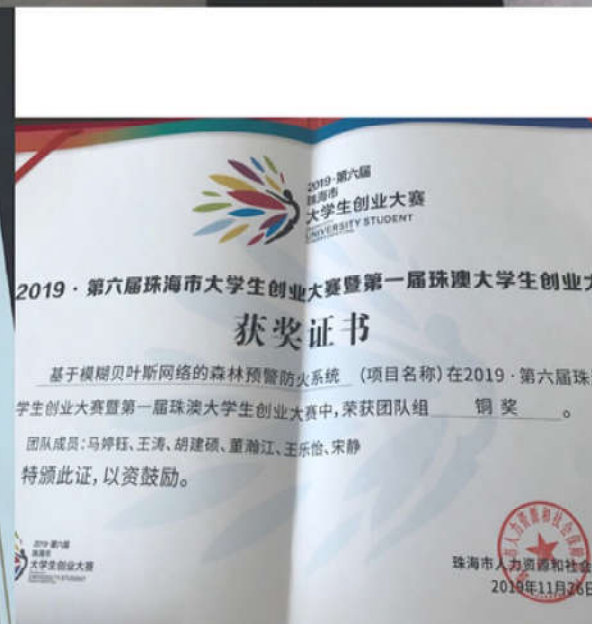 2019·第六届
珠海市
大学生创业大赛
UNIVERSITY STUDENT
2019·第六届珠海市大学生创业大赛暨第一届珠澳大学生创业大
获奖证书
基于模糊贝叶斯网络的森林预警防火系统 (项目名称)在2019·第六届珠
学生创业大赛暨第一届珠澳大学生创业大赛中,荣获团队组 铜奖 。
团队成员:马婷钰、王涛、胡建硕、董瀚江、王乐怡、宋静
特颁此证,以资鼓励。
2019·第六届
珠海市
大学生创业大赛
UNIVERSITY STUDENT
珠海市人力资源和社会
2019年11月26日